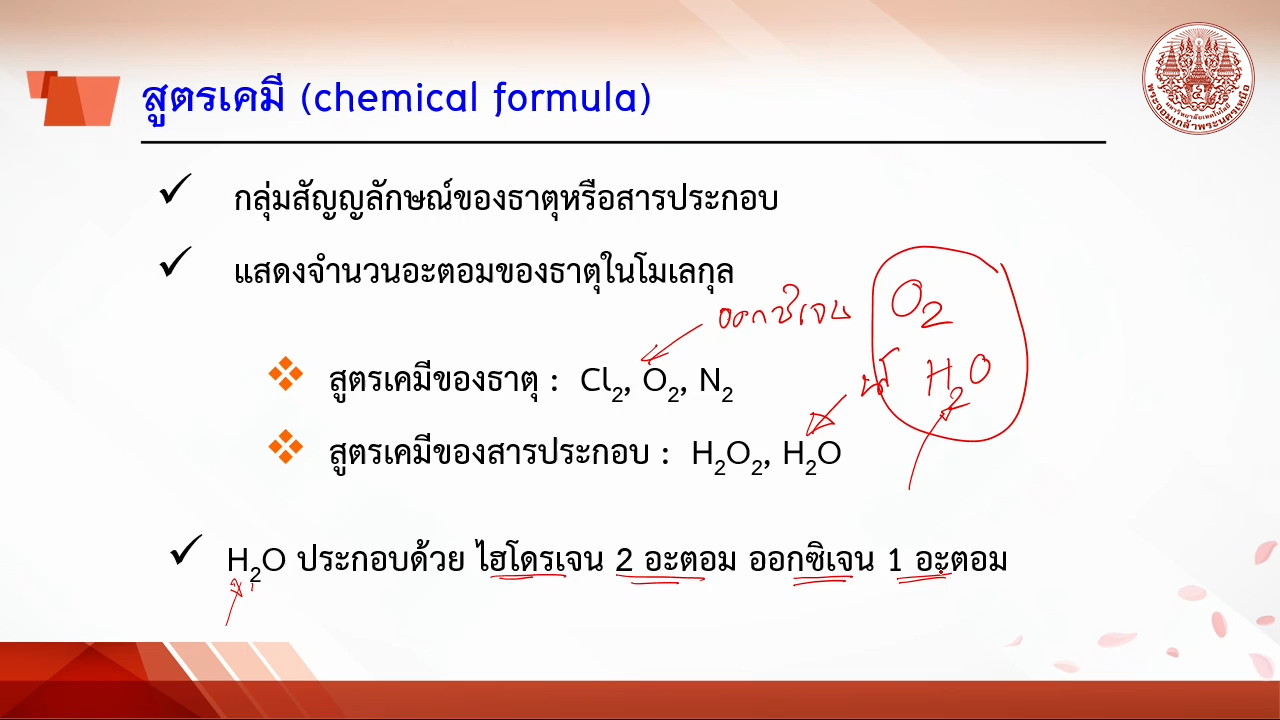 สูตรเคมี (chemical formula)
กลุ่มสัญญลักษณ์ของธาตุหรือสารประกอบ
แสดงจำนวนอะตอมของธาตุในโมเลกุล
O₂
ออกซิเจน
สูตรเคมีของธาตุ : Cl₂, O₂, N₂
H₂O
สูตรเคมีของสารประกอบ : H₂O₂, H₂O
H₂O ประกอบด้วย ไฮโดรเจน 2 อะตอม ออกซิเจน 1 อะตอม